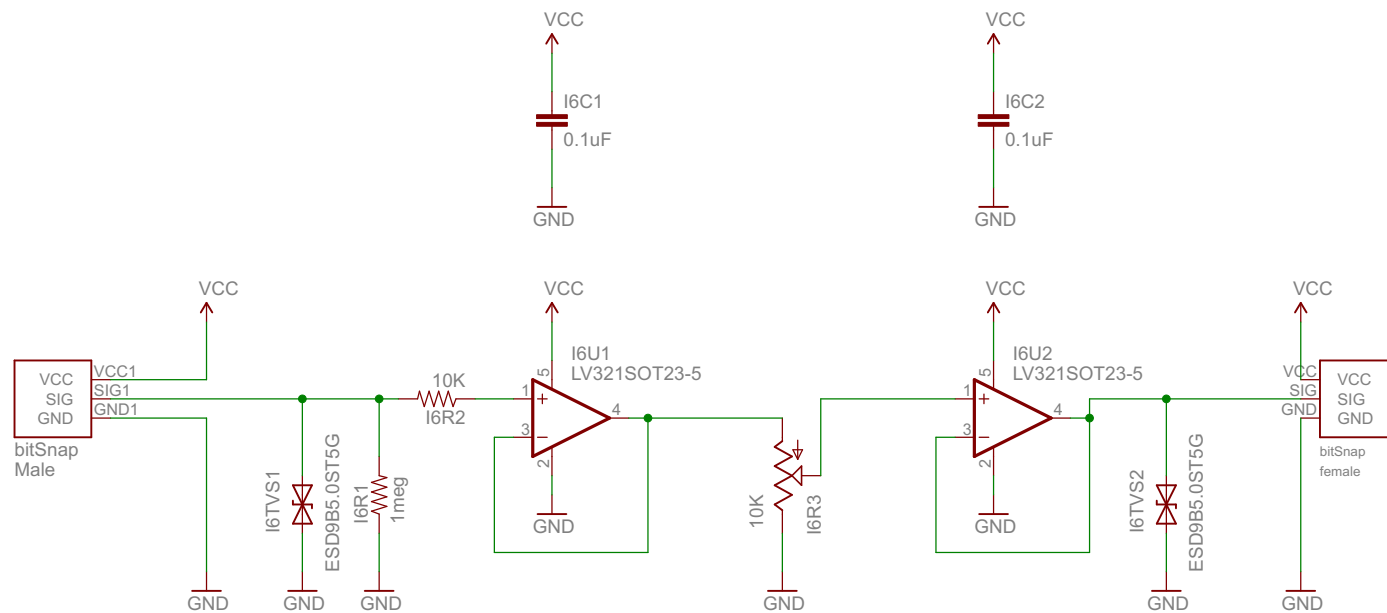 VCC
I6C1
0.1uF
GND
VCC
I6C2
0.1uF
GND
VCC
VCC
SIG
GND
VCC1
SIG1
GND1
bitSnap
Male
GND
I6TVS1
ESD9B5.0ST5G
GND
I6R1
1meg
GND
10K
I6R2
VCC
I6U1
LV321SOT23-5
5
1
3
4
2
GND
10K
I6R3
GND
VCC
I6U2
LV321SOT23-5
5
1
3
4
2
GND
I6TVS2
ESD9B5.0ST5G
GND
VCC
VCC
SIG
GND
VCC
SIG
GND
bitSnap
female
GND